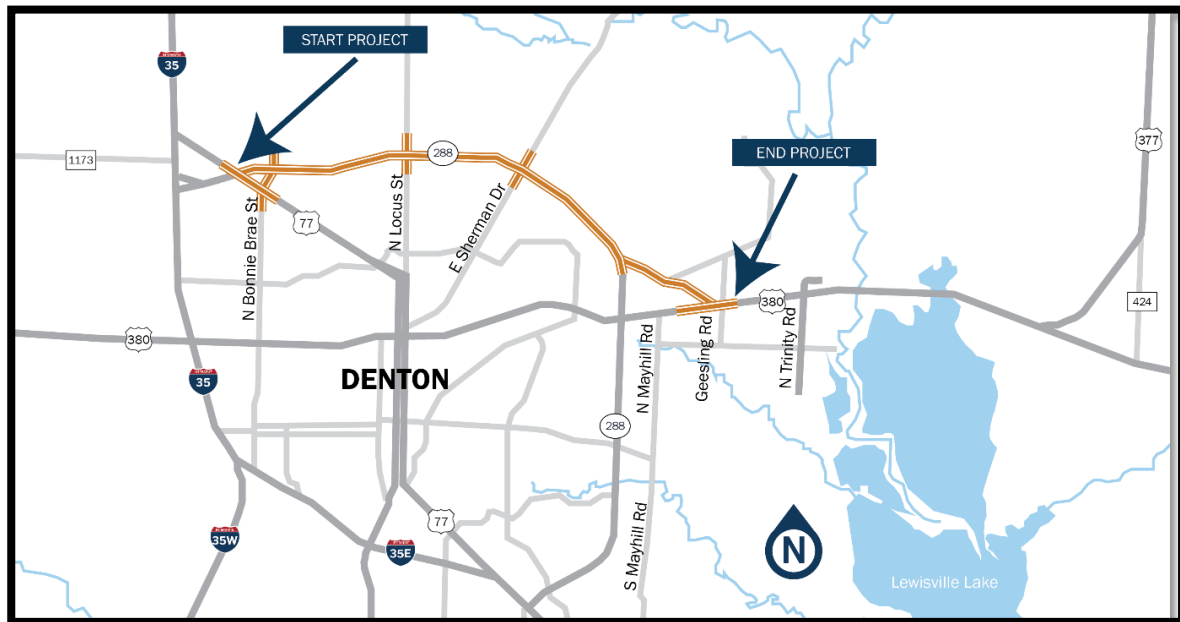 START PROJECT
35
288
377
1173
END PROJECT
N Locus St
E Sherman Dr
N Bonnie Brae St
77
380
424
380
N Mayhill Rd
Geesling Rd
N Trinity Rd
35
DENTON
288
77
35W
35E
S Mayhill Rd
N
Lewisville Lake